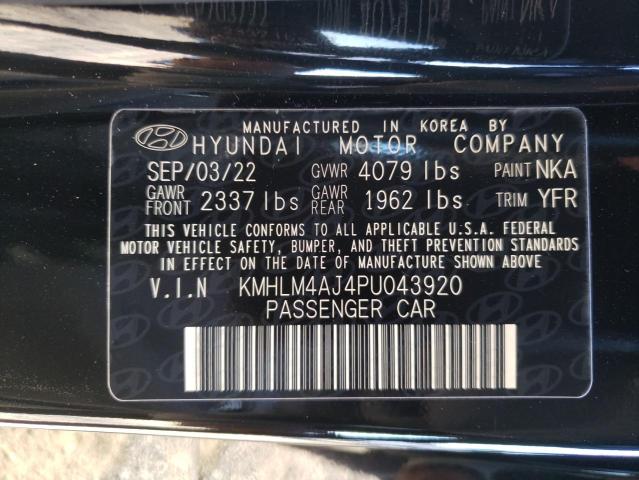 MANUFACTURED IN KOREA BY
HYUNDAI MOTOR COMPANY
SEP/03/22 GVWR 4079 lbs PAINT NKA
GAWR FRONT 2337 lbs GAWR REAR 1962 lbs TRIM YFR
THIS VEHICLE CONFORMS TO ALL APPLICABLE U.S.A. FEDERAL
MOTOR VEHICLE SAFETY, BUMPER, AND THEFT PREVENTION STANDARDS
IN EFFECT ON THE DATE OF MANUFACTURE SHOWN ABOVE
V.I.N KMHLM4AJ4PU043920
PASSENGER CAR